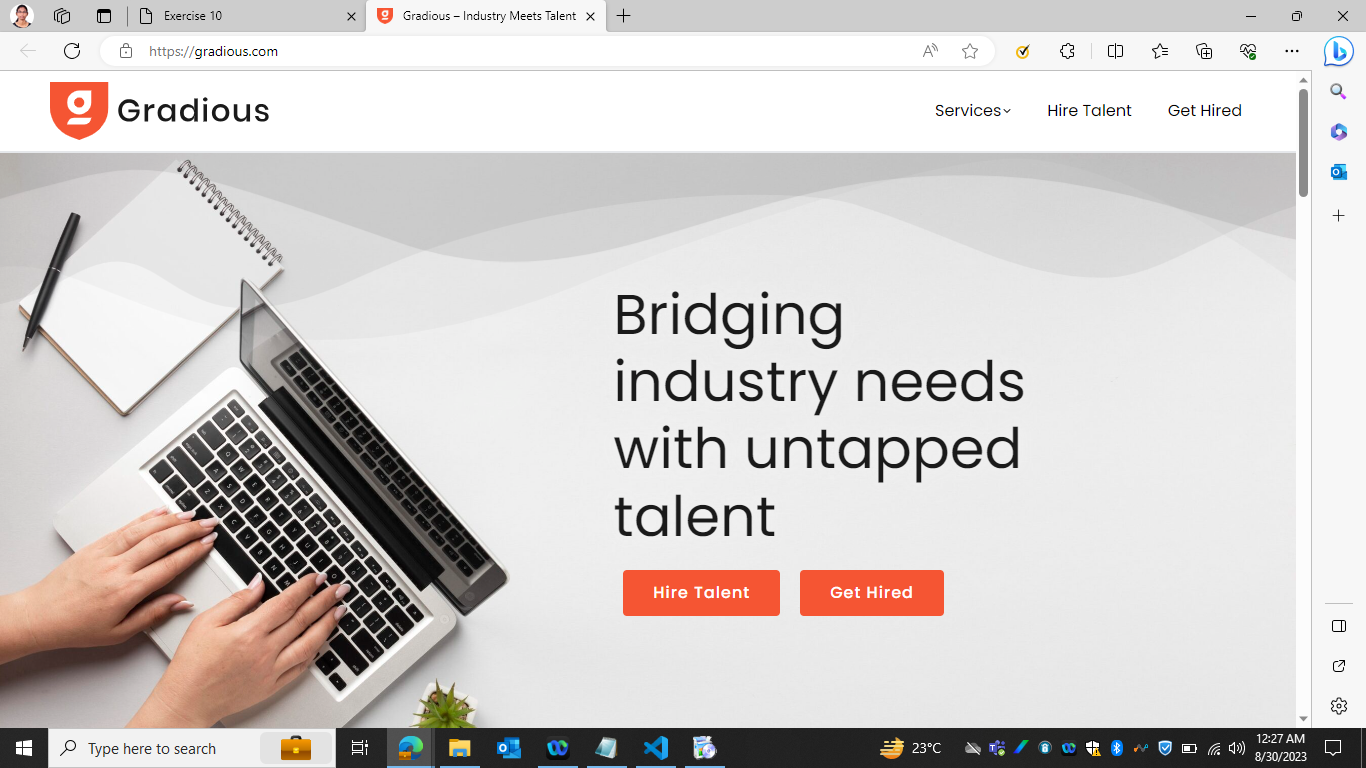 Exercise 10
Gradious – Industry Meets Talent
https://gradious.com
Gradious
Services
Hire Talent
Get Hired
Bridging
industry needs
with untapped
talent
Hire Talent
Get Hired
Type here to search
23°C
12:27 AM
8/30/2023